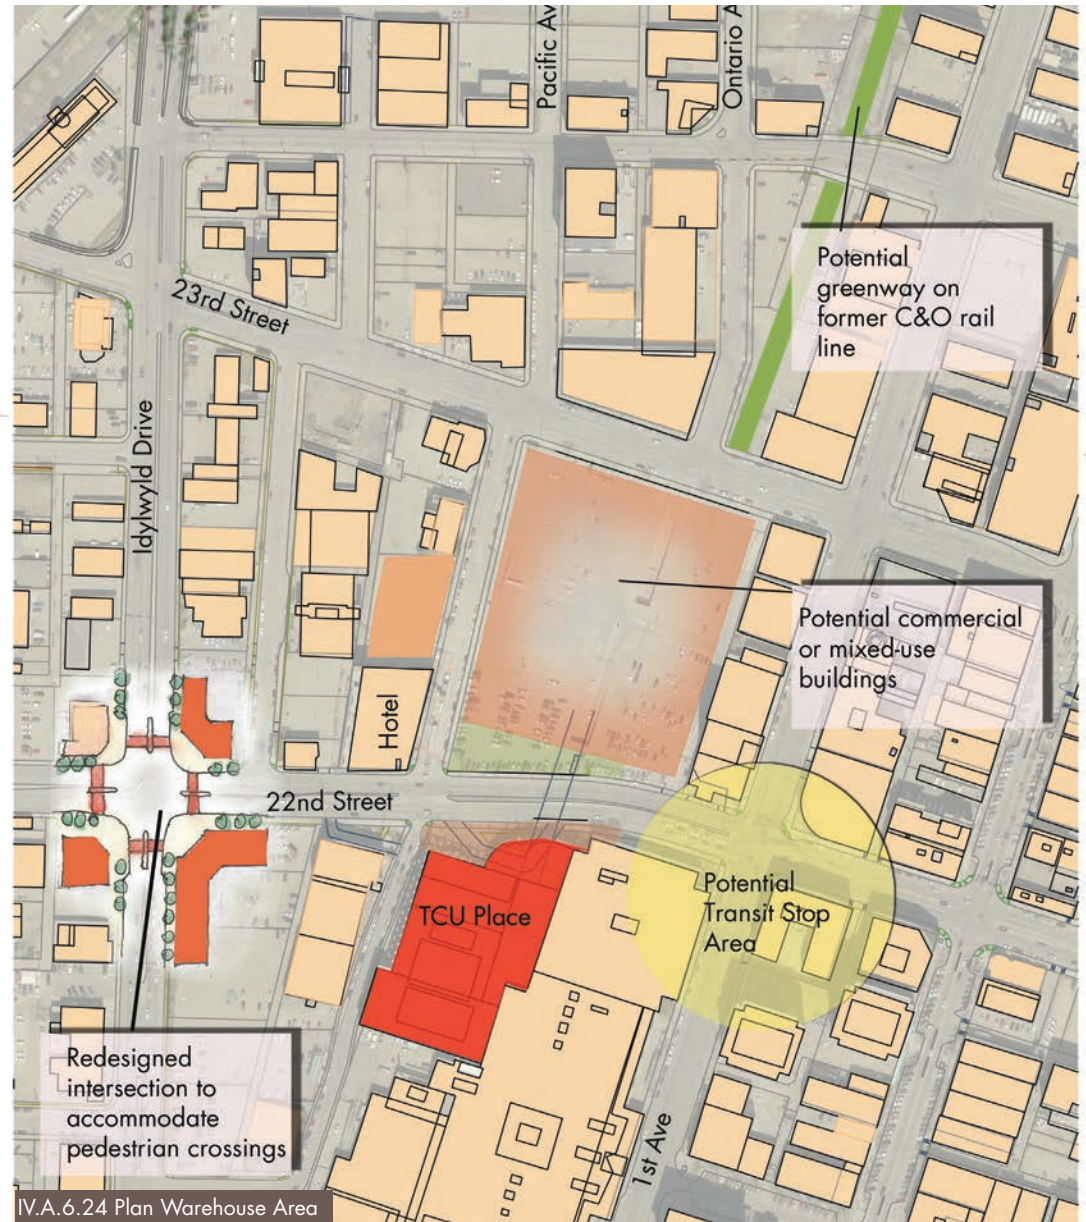 Pacific Av
Ontario A
Potential
greenway on
former C&O rail
line
23rd Street
Idylwyld Drive
Potential commercial
or mixed-use
buildings
Hotel
22nd Street
TCU Place
Potential
Transit Stop
Area
Redesigned
intersection to
accommodate
pedestrian crossings
1st Ave
IV.A.6.24 Plan Warehouse Area